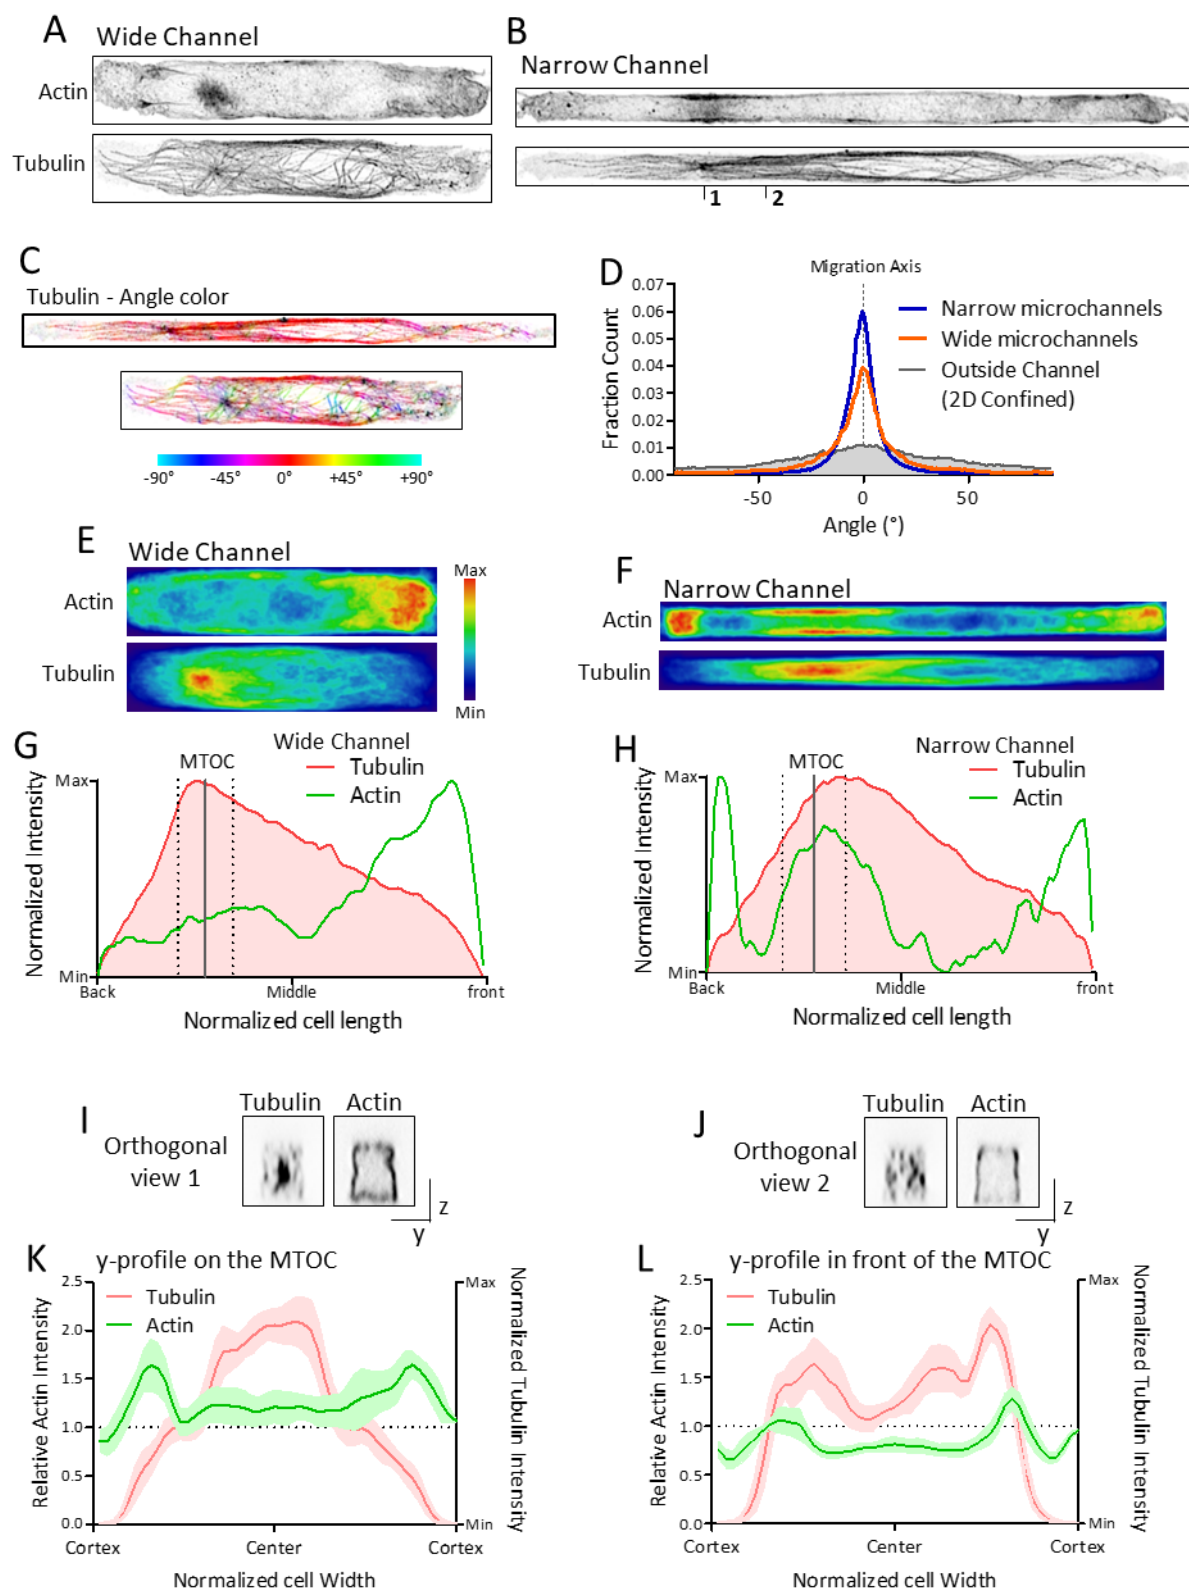 A
Wide Channel
Actin
Tubulin
B
Narrow Channel
1
2
C
Tubulin - Angle color
-90° -45° 0° +45° +90°
D
Migration Axis
0.07
0.06
0.05
0.04
0.03
0.02
0.01
0.00
Fraction Count
Narrow microchannels
Wide microchannels
Outside Channel
(2D Confined)
-50 0 50
Angle (°)
E
Wide Channel
Actin
Tubulin
Max
Min
F
Narrow Channel
Actin
Tubulin
G
Wide Channel
MTOC
Tubulin
Actin
Max
Min
Normalized Intensity
Back Middle front
Normalized cell length
H
Narrow Channel
MTOC
Tubulin
Actin
Max
Min
Normalized Intensity
Back Middle front
Normalized cell length
I
Tubulin Actin
Orthogonal
view 1
z
y
J
Tubulin Actin
Orthogonal
view 2
z
y
K
y-profile on the MTOC
2.5
2.0
1.5
1.0
0.5
0.0
Relative Actin Intensity
Tubulin
Actin
Max
Min
Normalized Tubulin Intensity
Cortex Center Cortex
Normalized cell Width
L
y-profile in front of the MTOC
2.5
2.0
1.5
1.0
0.5
0.0
Relative Actin Intensity
Tubulin
Actin
Max
Min
Normalized Tubulin Intensity
Cortex Center Cortex
Normalized cell Width